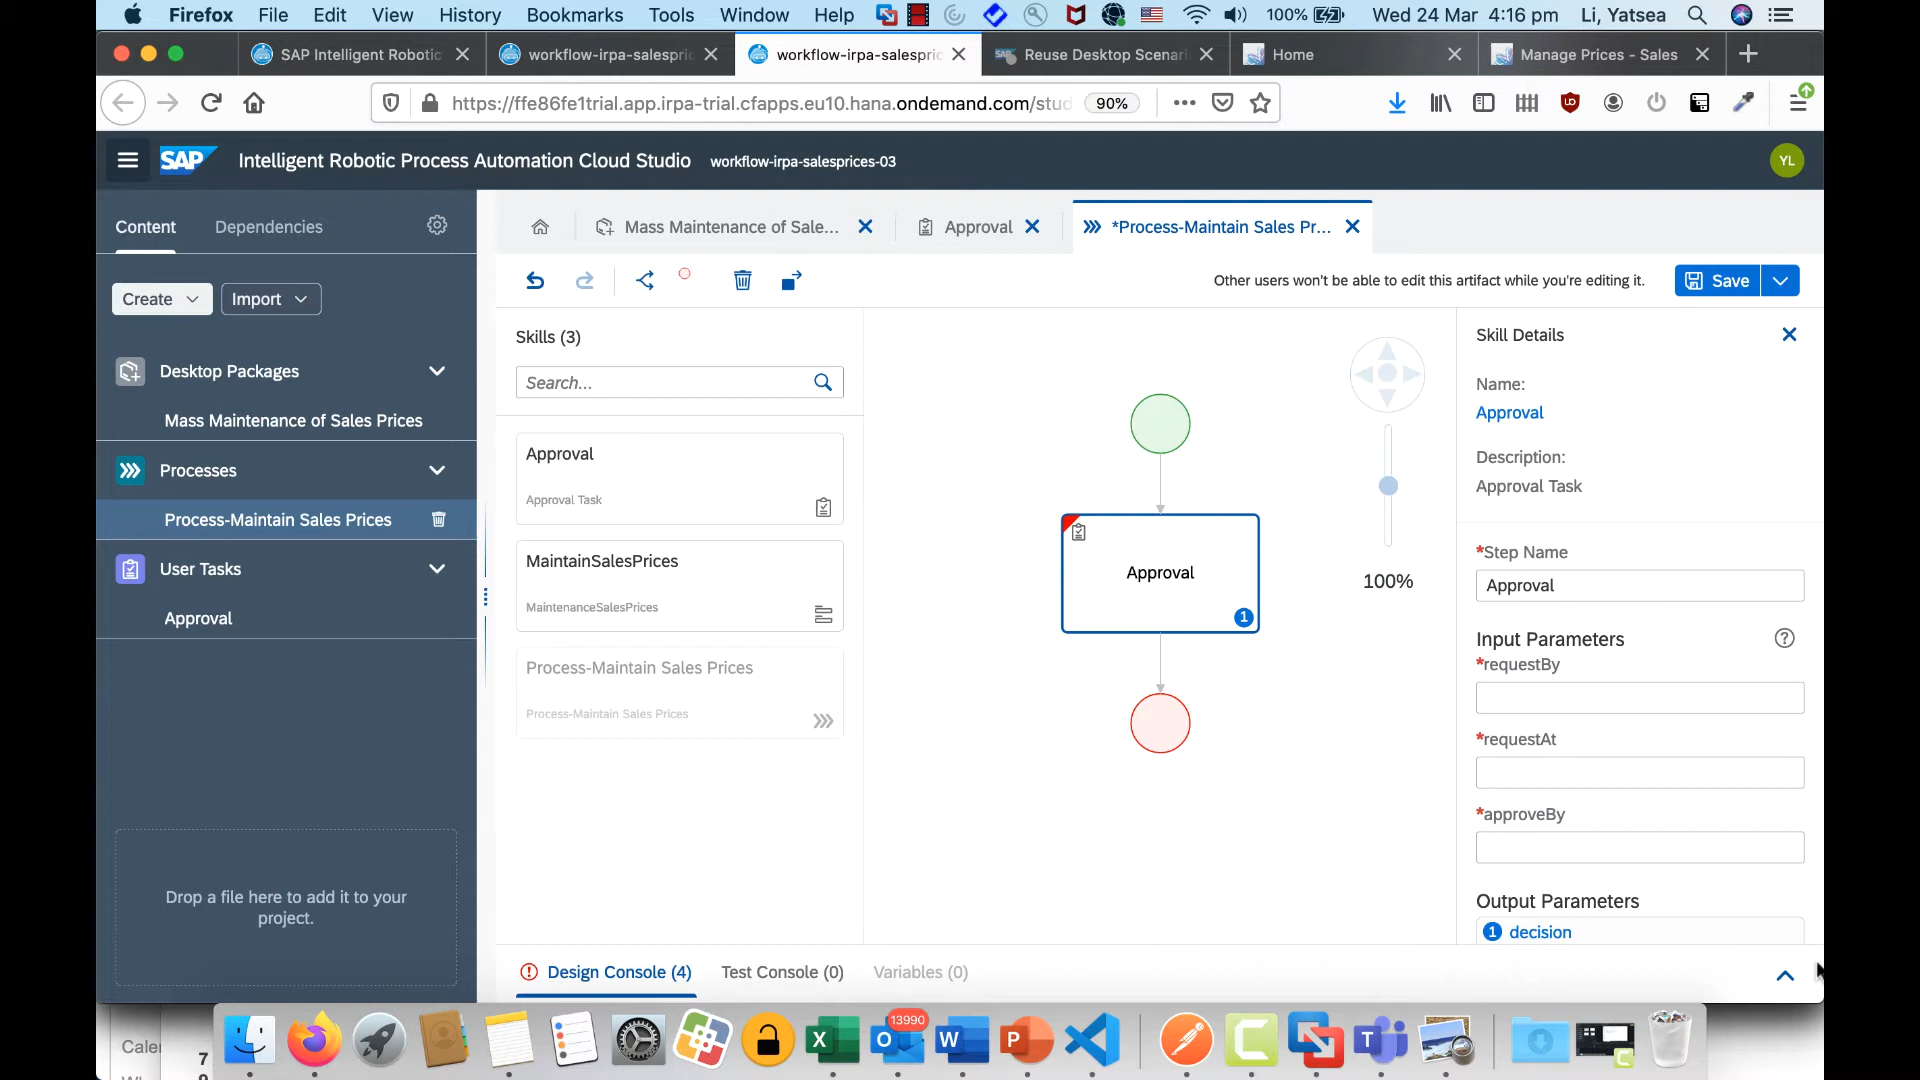 Firefox File Edit View History Bookmarks Tools Window Help 100% Wed 24 Mar 4:16 pm Li, Yatsea
SAP Intelligent Robotic
workflow-irpa-salespric
workflow-irpa-salespric
Reuse Desktop Scenari
Home
Manage Prices - Sales
https://ffe86fe1trial.app.irpa-trial.cfapps.eu10.hana.ondemand.com/stud
90%
SAP Intelligent Robotic Process Automation Cloud Studio workflow-irpa-salesprices-03
YL
Content Dependencies
Mass Maintenance of Sale...
Approval
*Process-Maintain Sales Pr...
Other users won't be able to edit this artifact while you're editing it.
Save
Create
Import
Desktop Packages
Mass Maintenance of Sales Prices
Processes
Process-Maintain Sales Prices
User Tasks
Approval
Drop a file here to add it to your
project.
Skills (3)
Search...
Approval
Approval Task
MaintainSalesPrices
MaintenanceSalesPrices
Process-Maintain Sales Prices
Process-Maintain Sales Prices
Approval
1
100%
Skill Details
Name:
Approval
Description:
Approval Task
*Step Name
Approval
Input Parameters
*requestBy
*requestAt
*approveBy
Output Parameters
1 decision
Design Console (4) Test Console (0) Variables (0)
13990
Caler
7